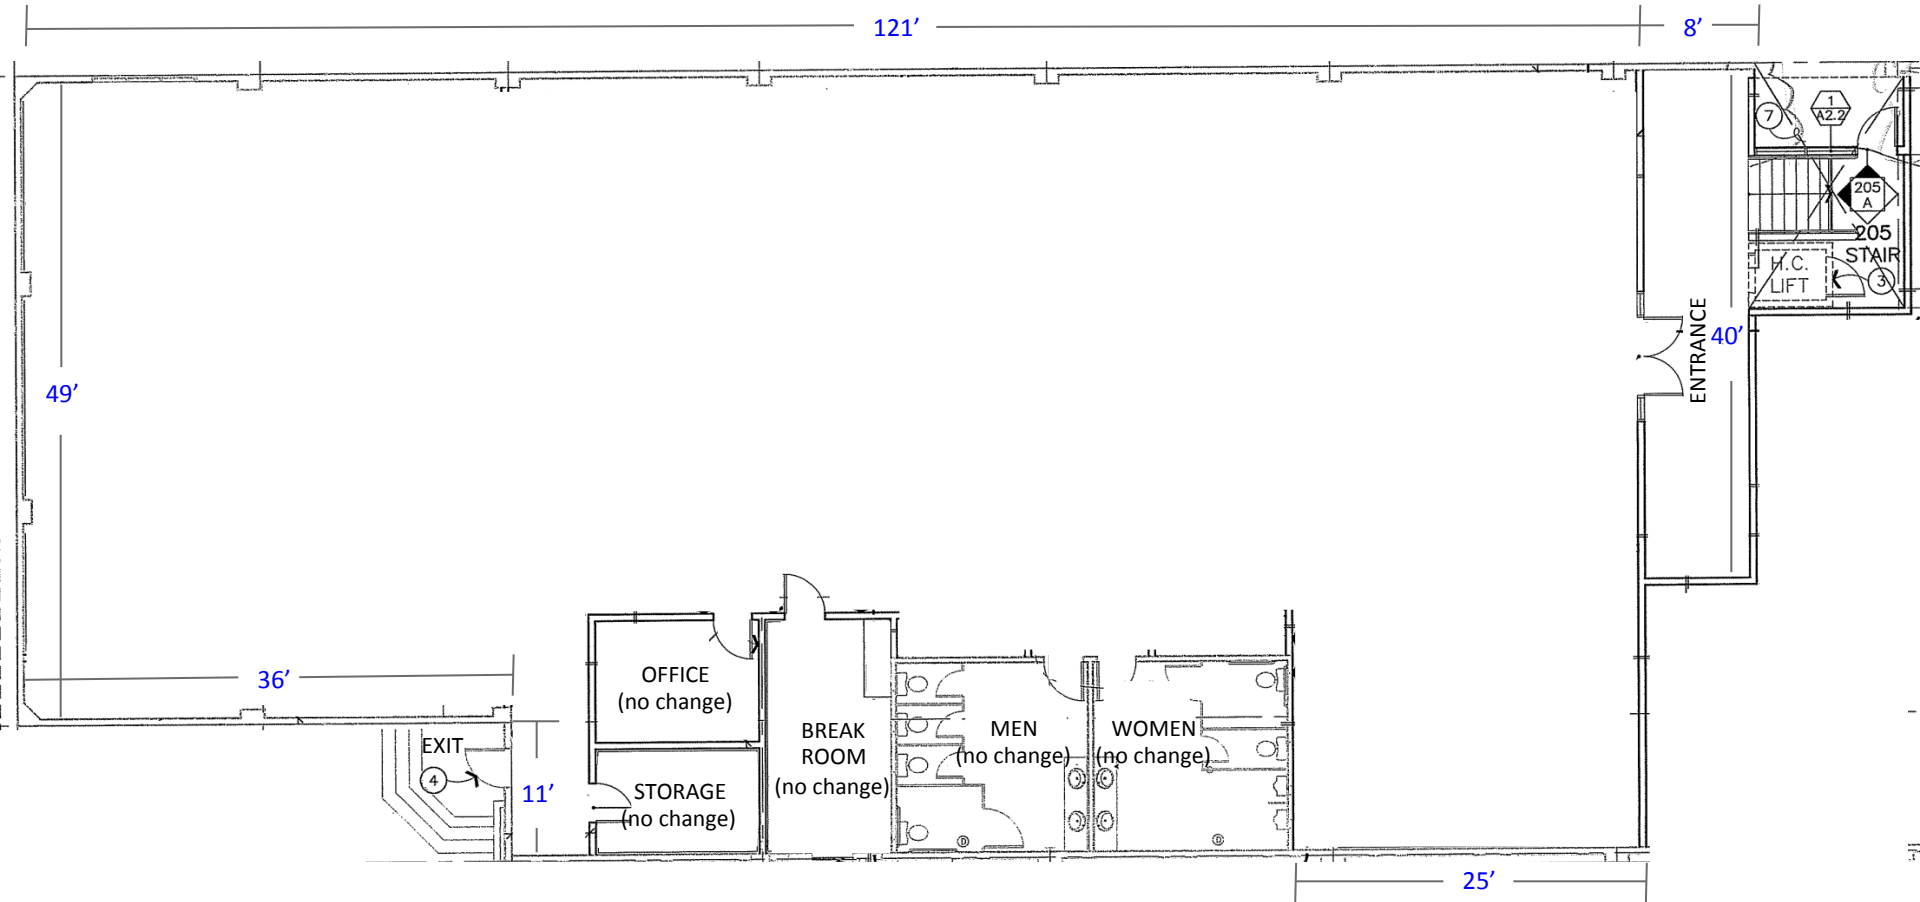 121’
8’
7
1
A2.2
205
A
205
STAIR
H.C.
LIFT
3
ENTRANCE
40’
49’
36’
OFFICE
(no change)
BREAK
ROOM
(no change)
MEN
(no change)
WOMEN
(no change)
EXIT
4
11’
STORAGE
(no change)
D
D
25’